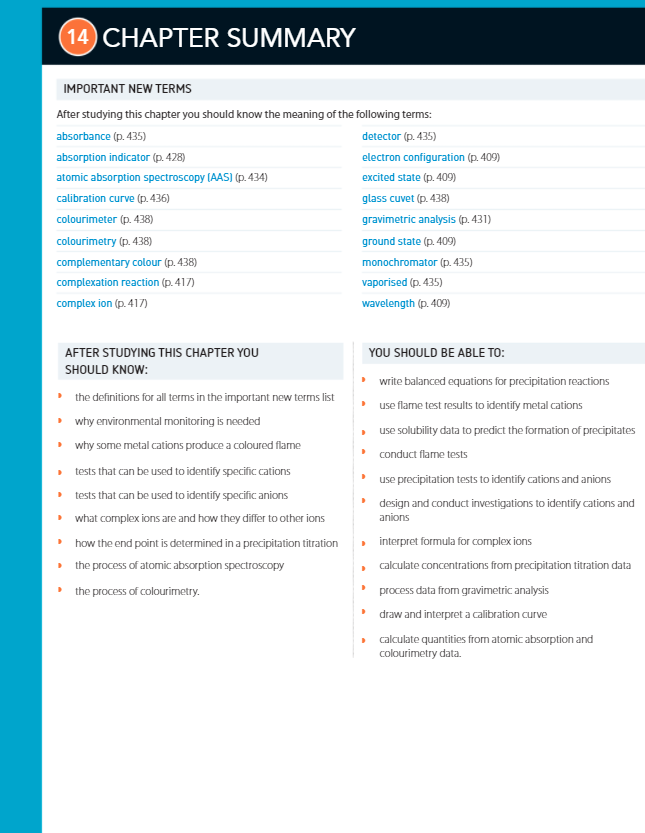 14 CHAPTER SUMMARY
IMPORTANT NEW TERMS
After studying this chapter you should know the meaning of the following terms:
absorbance (p. 435)
absorption indicator (p. 428)
atomic absorption spectroscopy (AAS) (p. 434)
calibration curve (p. 436)
colourimeter (p. 438)
colourimetry (p. 438)
complementary colour (p. 438)
complexation reaction (p. 417)
complex ion (p. 417)
detector (p. 435)
electron configuration (p. 409)
excited state (p. 409)
glass cuvet (p. 438)
gravimetric analysis (p. 431)
ground state (p. 409)
monochromator (p. 435)
vaporised (p. 435)
wavelength (p. 409)
AFTER STUDYING THIS CHAPTER YOU
SHOULD KNOW:
the definitions for all terms in the important new terms list
why environmental monitoring is needed
why some metal cations produce a coloured flame
tests that can be used to identify specific cations
tests that can be used to identify specific anions
what complex ions are and how they differ to other ions
how the end point is determined in a precipitation titration
the process of atomic absorption spectroscopy
the process of colourimetry.
YOU SHOULD BE ABLE TO:
write balanced equations for precipitation reactions
use flame test results to identify metal cations
use solubility data to predict the formation of precipitates
conduct flame tests
use precipitation tests to identify cations and anions
design and conduct investigations to identify cations and
anions
interpret formula for complex ions
calculate concentrations from precipitation titration data
process data from gravimetric analysis
draw and interpret a calibration curve
calculate quantities from atomic absorption and
colourimetry data.